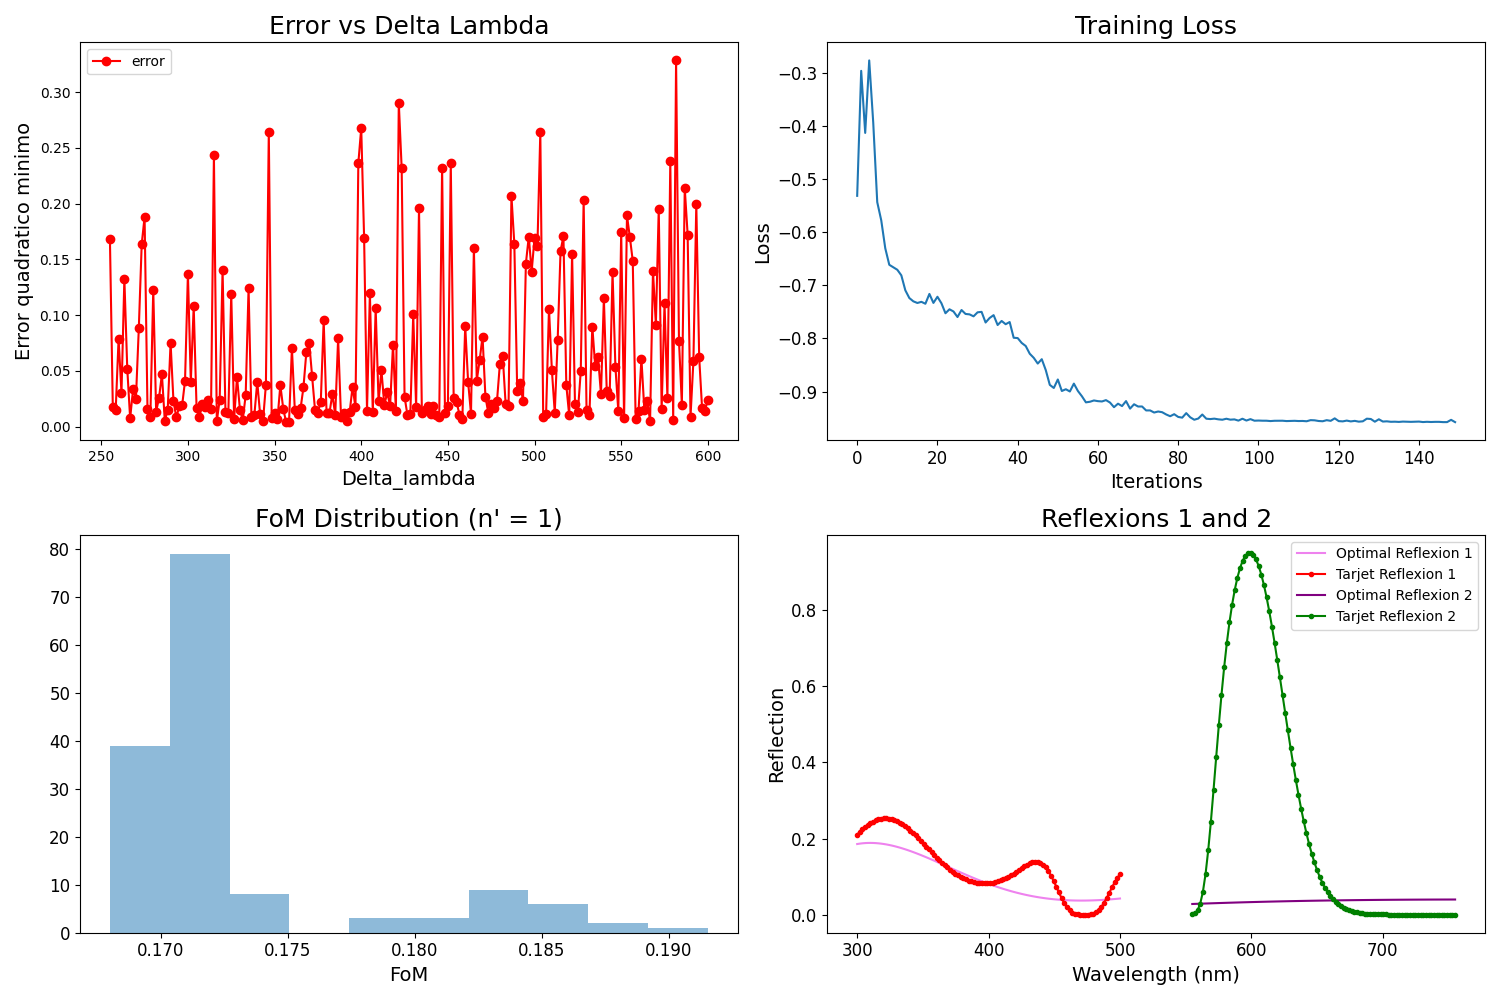 Error vs Delta Lambda
error
Error quadratico minimo
0.30
0.25
0.20
0.15
0.10
0.05
0.00
250 300 350 400 450 500 550 600
Delta_lambda
Training Loss
Loss
−0.3
−0.4
−0.5
−0.6
−0.7
−0.8
−0.9
0 20 40 60 80 100 120 140
Iterations
FoM Distribution (n' = 1)
80
70
60
50
40
30
20
10
0
0.170 0.175 0.180 0.185 0.190
FoM
Reflexions 1 and 2
Optimal Reflexion 1
Tarjet Reflexion 1
Optimal Reflexion 2
Tarjet Reflexion 2
Reflection
0.8
0.6
0.4
0.2
0.0
300 400 500 600 700
Wavelength (nm)